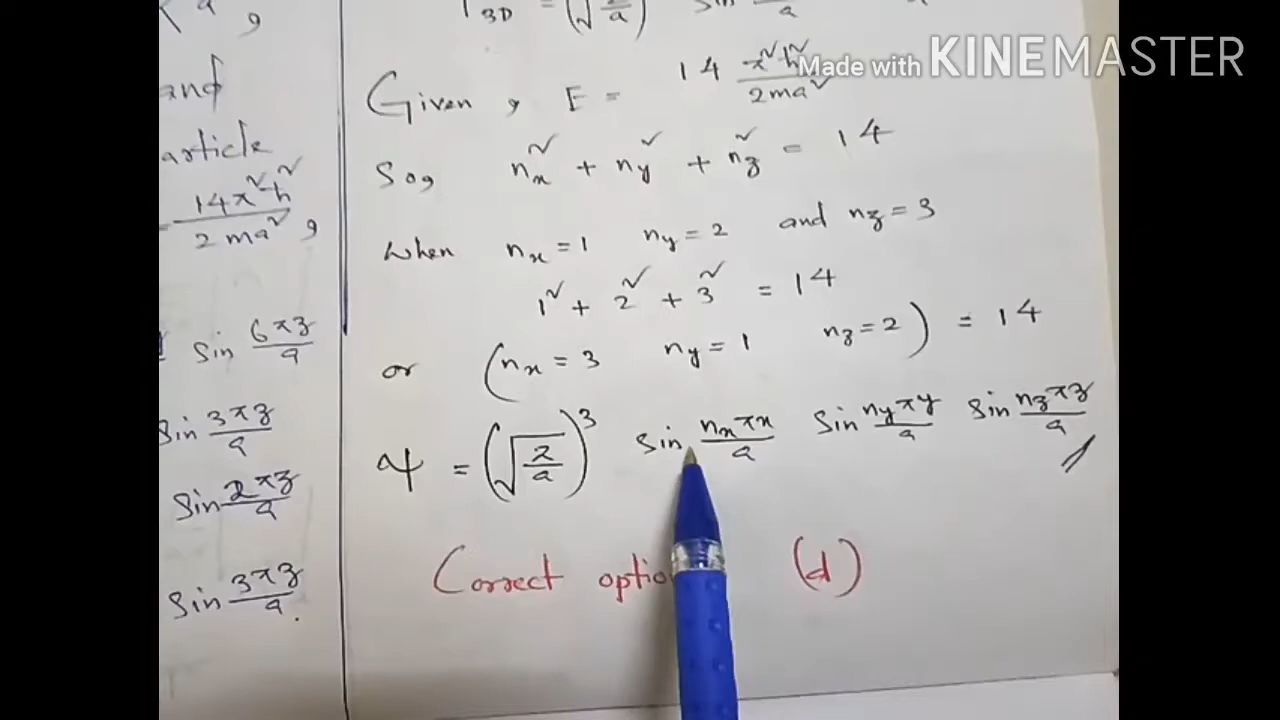 and
article
14π²ħ²/2ma²,
sin 6πz/a
sin 3πz/a
sin 2πz/a
sin 3πz/a.
3D
Made with KINEMASTER
Given, E = 14 π²ħ²/2ma²
So, nx² + ny² + nz² = 14
when nx = 1 ny = 2 and nz = 3
1² + 2² + 3² = 14
or (nx = 3 ny = 1 nz = 2) = 14
ψ = (√2/a)³ sin nxπx/a sin nyπy/a sin nzπz/a
Correct option (d)